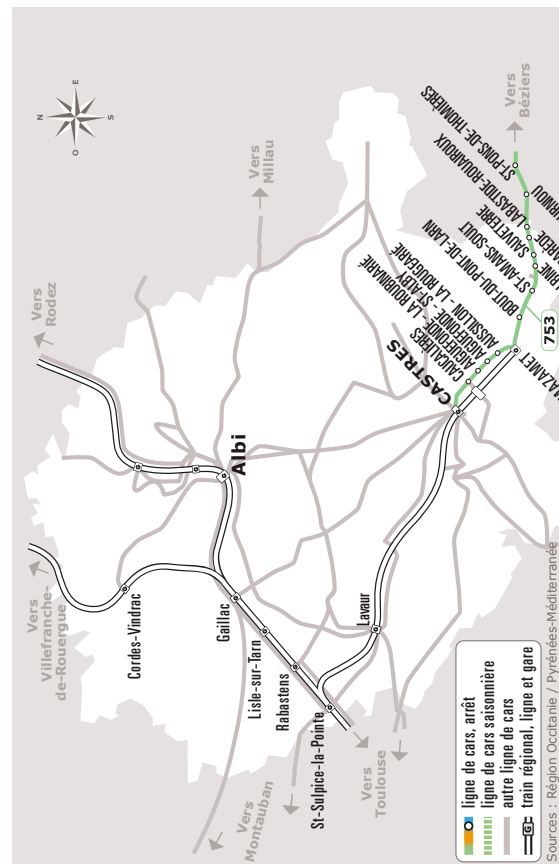 N
E
S
O
Vers
Rodez
Vers
Millau
Vers
Béziers
Vers
Villefranche-
de-Rouergue
Vers
Montauban
Vers
Toulouse
Cordes-Vindrac
Albi
Gaillac
Lisle-sur-Tarn
Rabastens
St-Sulpice-la-Pointe
Lavaur
CASTRES
CAUCALIÈRES - LA ROUBINARIÉ
AIGUEFONDE - ST-ALBY
AUSSILLON - LA ROUGEARIÉ
MAZAMET
753
BOUT-DU-PONT-DE-LARN
ST-AMANS-SOULT
SAUVETERRE
LABASTIDE-ROUAIROUX
ST-PONS-DE-THOMIÈRES
ligne de cars, arrêt
ligne de cars saisonnière
autre ligne de cars
G train régional, ligne et gare
Sources : Région Occitanie / Pyrénées-Méditerranée